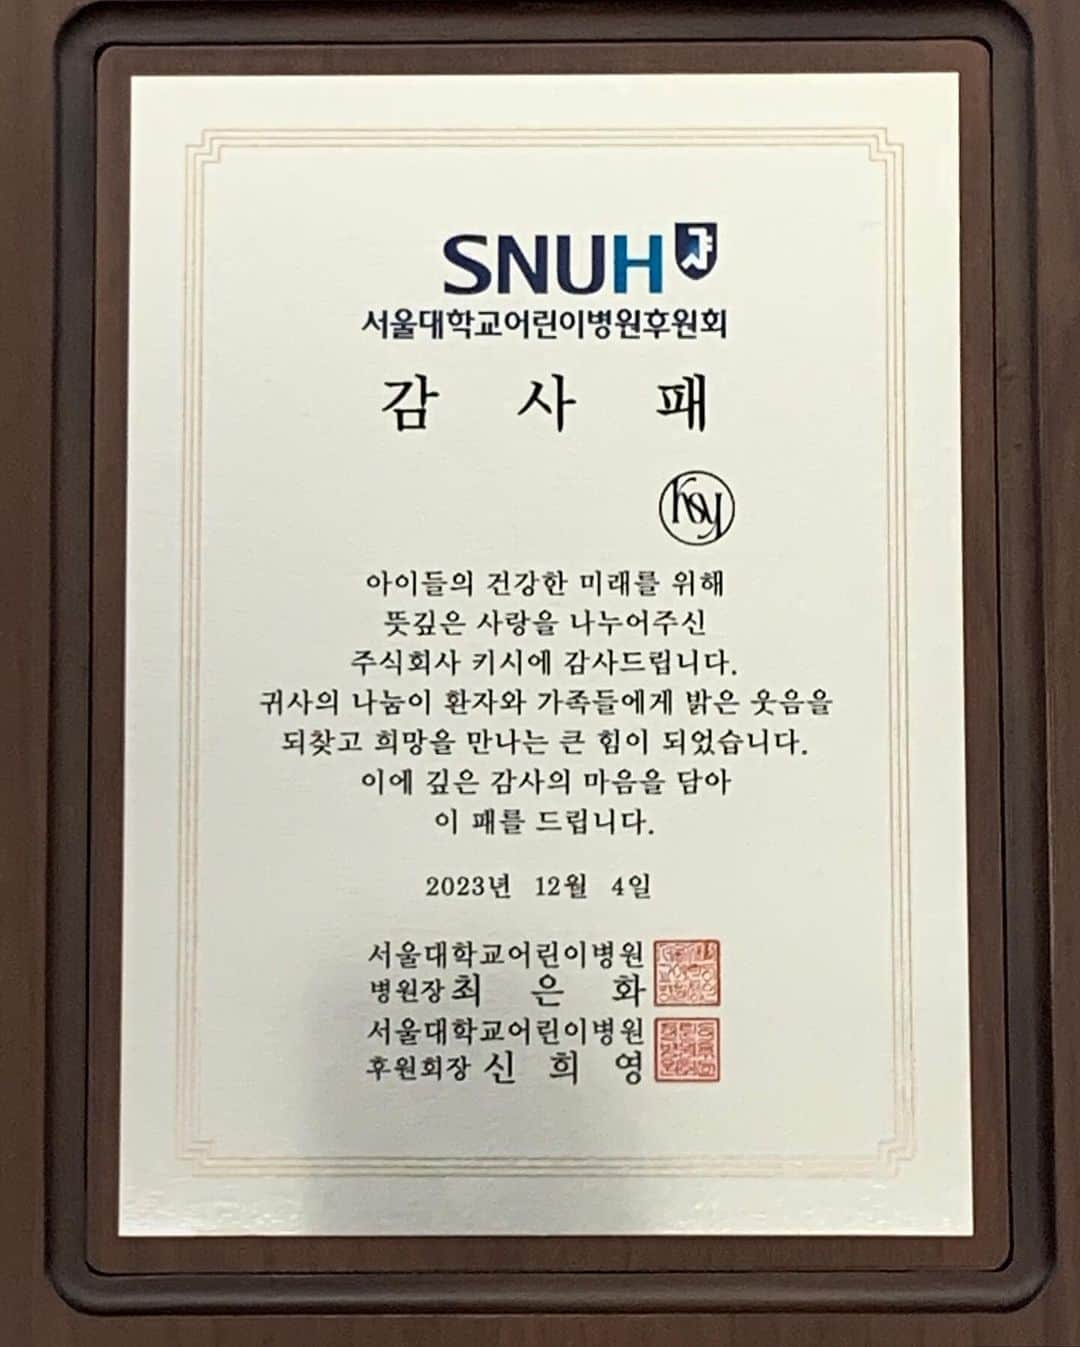 SNUH
서울대학교어린이병원후원회
감 사 패
아이들의 건강한 미래를 위해
뜻깊은 사랑을 나누어주신
주식회사 키시에 감사드립니다.
귀사의 나눔이 환자와 가족들에게 밝은 웃음을
되찾고 희망을 만나는 큰 힘이 되었습니다.
이에 깊은 감사의 마음을 담아
이 패를 드립니다.
2023년 12월 4일
서울대학교어린이병원
병원장 최 은 화
서울대학교어린이병원
후원회장 신 희 영